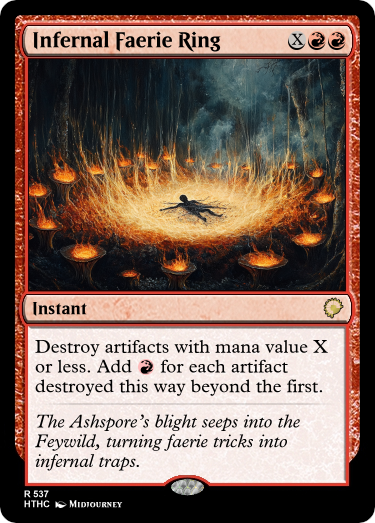 Infernal Faerie Ring X
Instant
Destroy artifacts with mana value X
or less. Add for each artifact
destroyed this way beyond the first.
The Ashspore's blight seeps into the
Feywild, turning faerie tricks into
infernal traps.
R 537
HTHC Midjourney